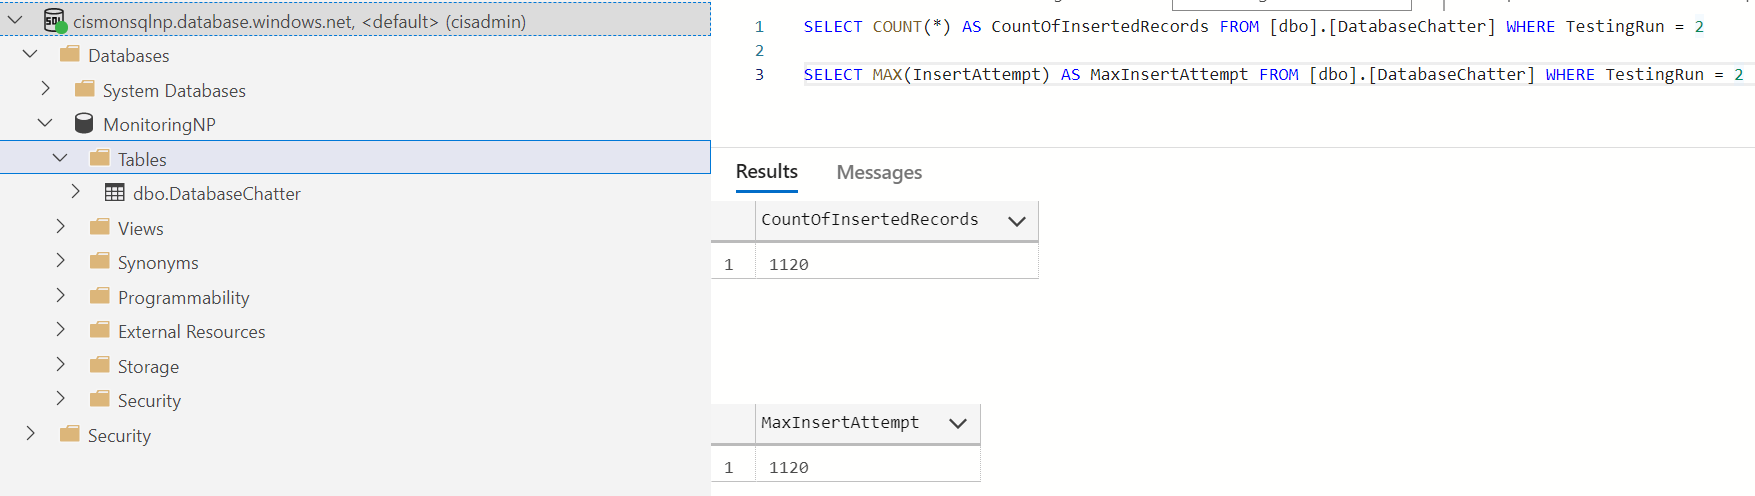 cismonsqlnp.database.windows.net, <default> (cisadmin)
Databases
System Databases
MonitoringNP
Tables
dbo.DatabaseChatter
Views
Synonyms
Programmability
External Resources
Storage
Security
Security
1 SELECT COUNT(*) AS CountOfInsertedRecords FROM [dbo].[DatabaseChatter] WHERE TestingRun = 2
2
3 SELECT MAX(InsertAttempt) AS MaxInsertAttempt FROM [dbo].[DatabaseChatter] WHERE TestingRun = 2
Results Messages
CountOfInsertedRecords
1 1120
MaxInsertAttempt
1 1120